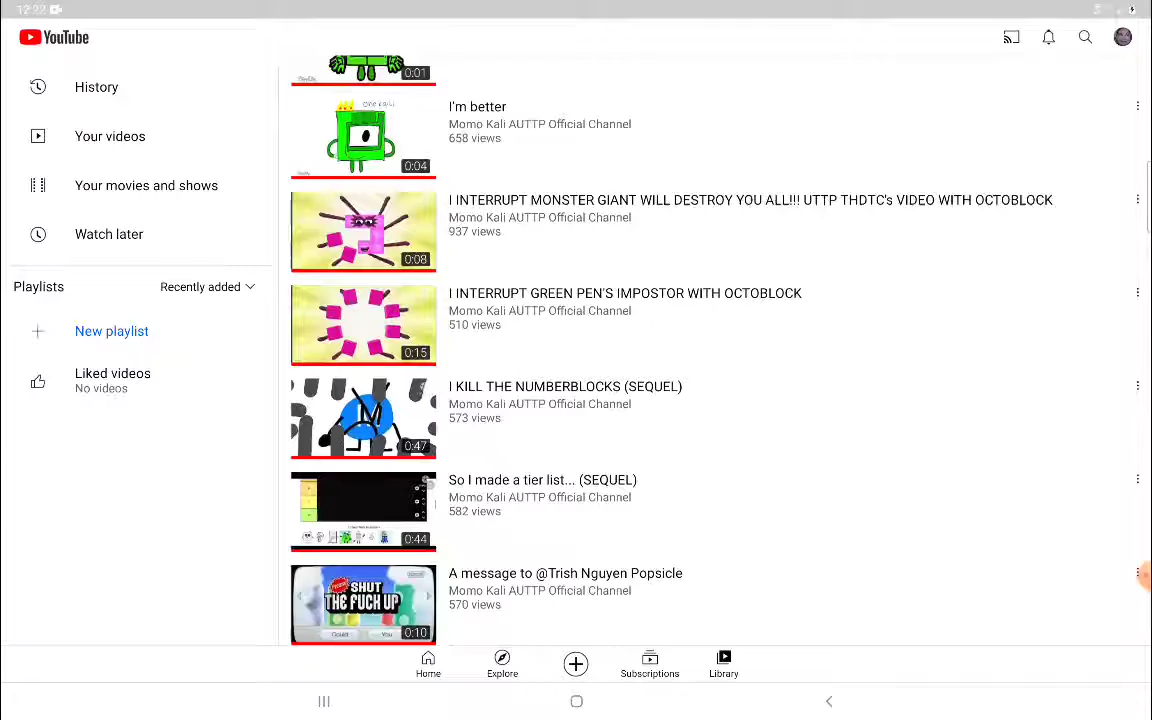 12:22
YouTube
History
Your videos
Your movies and shows
Watch later
Playlists
Recently added
New playlist
Liked videos
No videos
0:01
one kali
0:04
I'm better
Momo Kali AUTTP Official Channel
658 views
0:08
I INTERRUPT MONSTER GIANT WILL DESTROY YOU ALL!!! UTTP THDTC's VIDEO WITH OCTOBLOCK
Momo Kali AUTTP Official Channel
937 views
0:15
I INTERRUPT GREEN PEN'S IMPOSTOR WITH OCTOBLOCK
Momo Kali AUTTP Official Channel
510 views
0:47
I KILL THE NUMBERBLOCKS (SEQUEL)
Momo Kali AUTTP Official Channel
573 views
0:44
So I made a tier list... (SEQUEL)
Momo Kali AUTTP Official Channel
582 views
SHUT
THE FUCK UP
Could
You
0:10
A message to @Trish Nguyen Popsicle
Momo Kali AUTTP Official Channel
570 views
Home
Explore
Subscriptions
Library